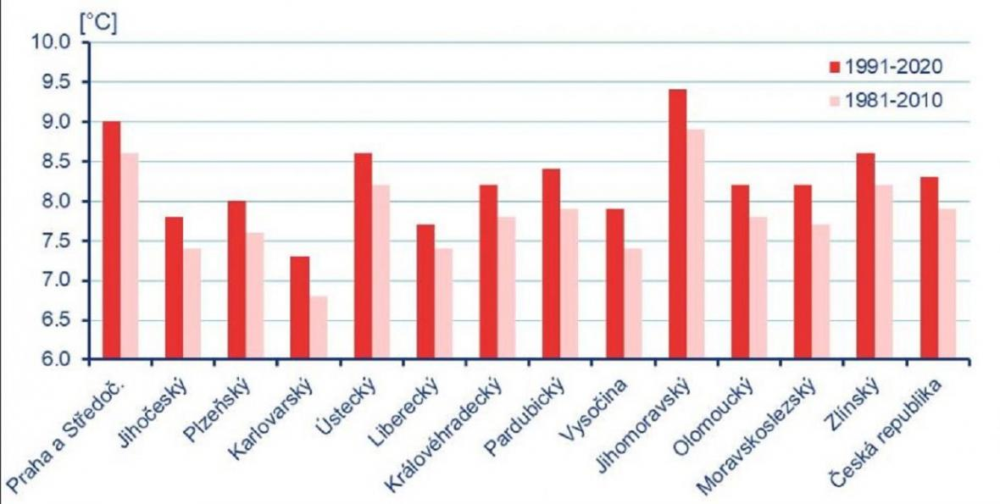 [°C]
10.0
9.5
9.0
8.5
8.0
7.5
7.0
6.5
6.0
1991-2020
1981-2010
Praha a Středoč.
Jihočeský
Plzeňský
Karlovarský
Ústecký
Liberecký
Královéhradecký
Pardubický
Vysočina
Jihomoravský
Olomoucký
Moravskoslezský
Zlínský
Česká republika